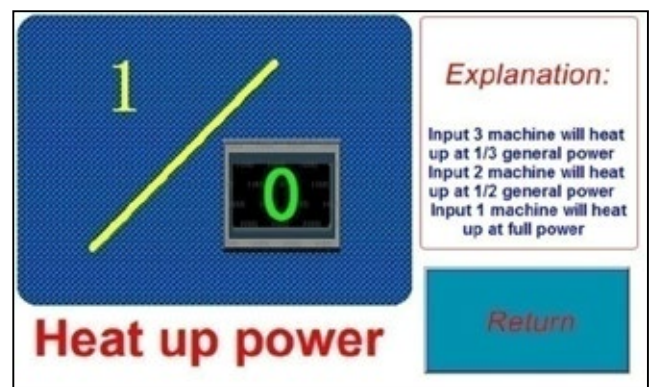 1
0
Heat up power
Explanation:
Input 3 machine will heat
up at 1/3 general power
Input 2 machine will heat
up at 1/2 general power
Input 1 machine will heat
up at full power
Return